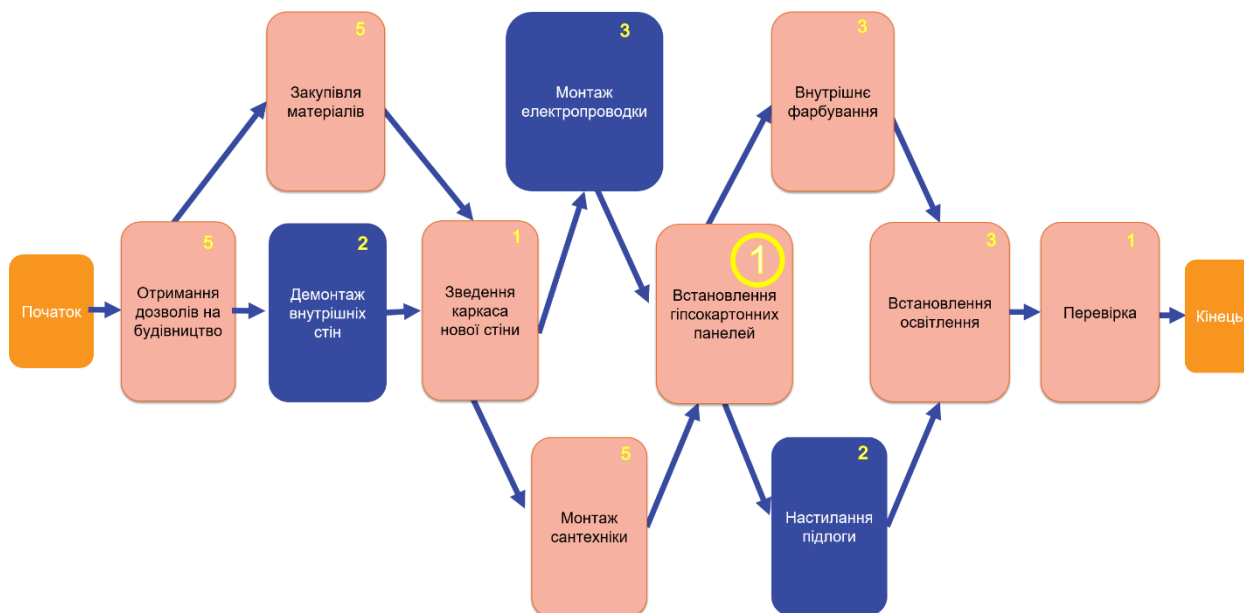 5
Закупівля
матеріалів
3
Монтаж
електропроводки
3
Внутрішнє
фарбування
Початок
5
Отримання
дозволів на
будівництво
2
Демонтаж
внутрішніх
стін
1
Зведення
каркаса
нової стіни
1
Встановлення
гіпсокартонних
панелей
3
Встановлення
освітлення
1
Перевірка
Кінець
5
Монтаж
сантехніки
2
Настилання
підлоги